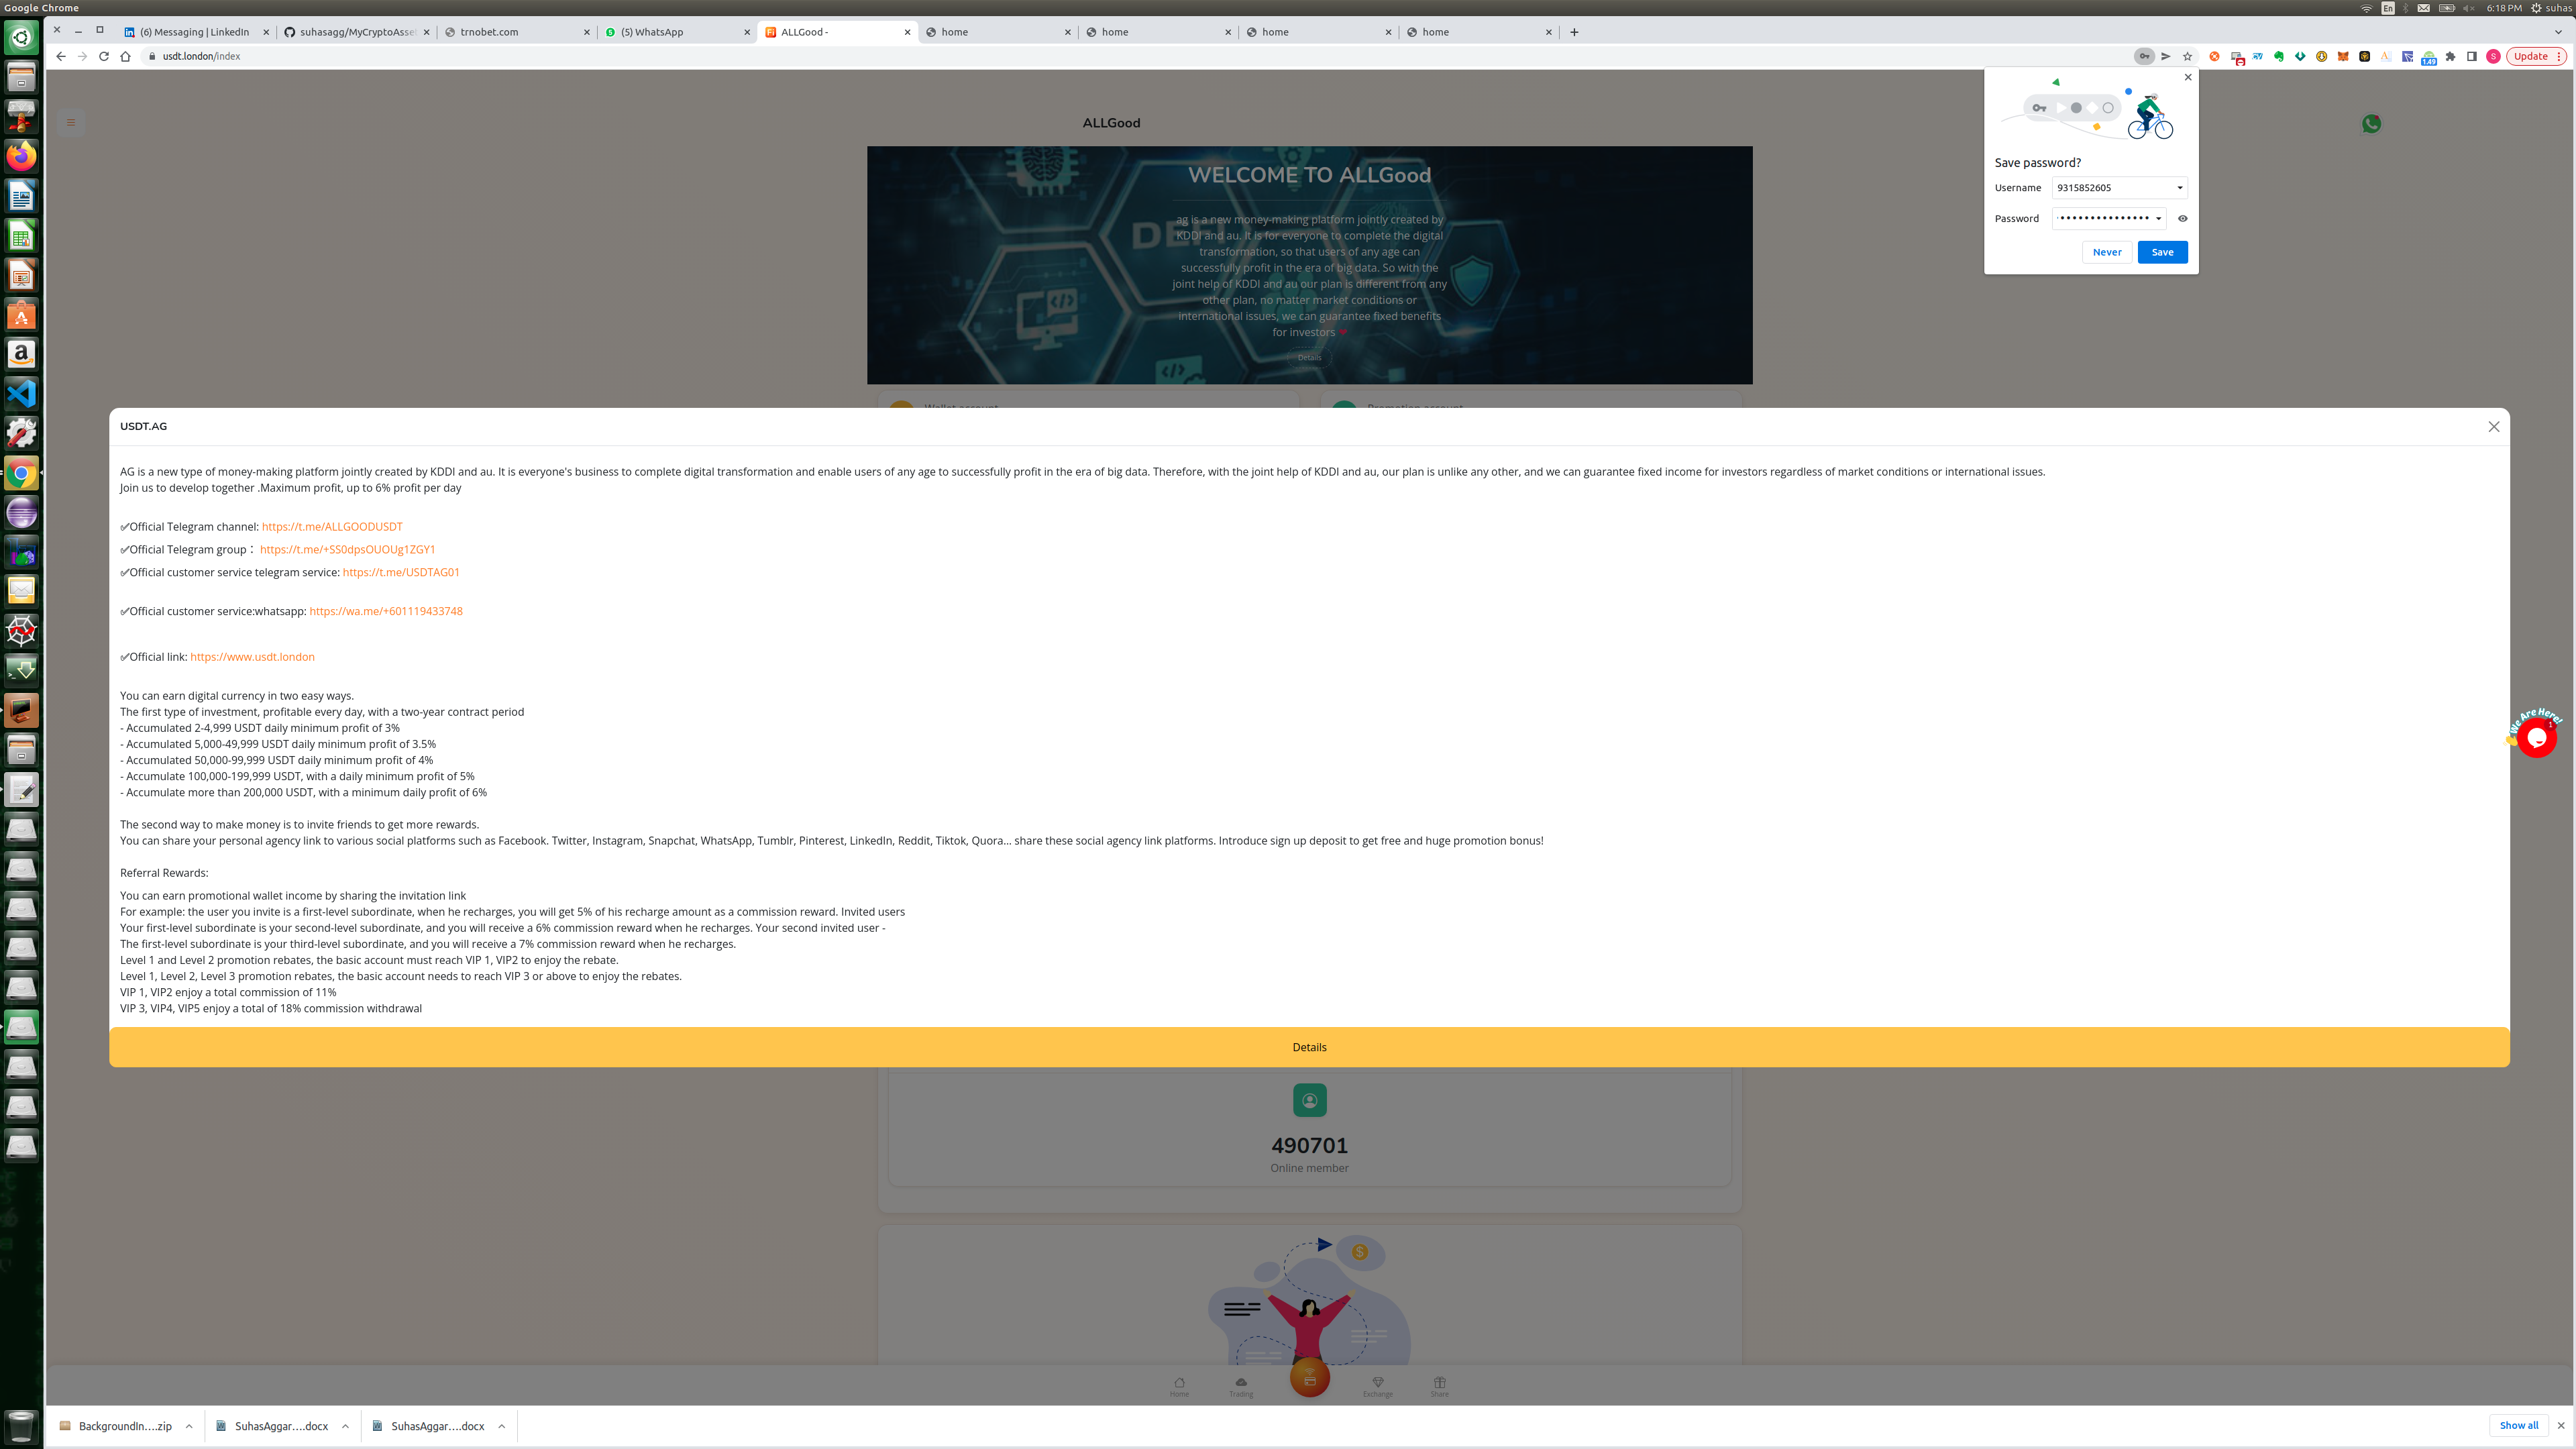 Google Chrome
En
6:18 PM
suhas
(6) Messaging | LinkedIn
suhasagg/MyCryptoAsse
trnobet.com
(5) WhatsApp
ALLGood -
home
home
home
home
usdt.london/index
1.49
S
Update
ALLGood
Save password?
Username
9315852605
Password
Never
Save
WELCOME TO ALLGood
ag is a new money-making platform jointly created by
KDDI and au. It is for everyone to complete the digital
transformation, so that users of any age can
successfully profit in the era of big data. So with the
joint help of KDDI and au our plan is different from any
other plan, no matter market conditions or
international issues, we can guarantee fixed benefits
for investors
Details
Wallet account
Promotion account
USDT.AG
AG is a new type of money-making platform jointly created by KDDI and au. It is everyone's business to complete digital transformation and enable users of any age to successfully profit in the era of big data. Therefore, with the joint help of KDDI and au, our plan is unlike any other, and we can guarantee fixed income for investors regardless of market conditions or international issues.
Join us to develop together .Maximum profit, up to 6% profit per day
✅Official Telegram channel: https://t.me/ALLGOODUSDT
✅Official Telegram group： https://t.me/+SS0dpsOUOUg1ZGY1
✅Official customer service telegram service: https://t.me/USDTAG01
✅Official customer service:whatsapp: https://wa.me/+601119433748
✅Official link: https://www.usdt.london
We Are Here!
1
You can earn digital currency in two easy ways.
The first type of investment, profitable every day, with a two-year contract period
- Accumulated 2-4,999 USDT daily minimum profit of 3%
- Accumulated 5,000-49,999 USDT daily minimum profit of 3.5%
- Accumulated 50,000-99,999 USDT daily minimum profit of 4%
- Accumulate 100,000-199,999 USDT, with a daily minimum profit of 5%
- Accumulate more than 200,000 USDT, with a minimum daily profit of 6%
The second way to make money is to invite friends to get more rewards.
You can share your personal agency link to various social platforms such as Facebook. Twitter, Instagram, Snapchat, WhatsApp, Tumblr, Pinterest, LinkedIn, Reddit, Tiktok, Quora... share these social agency link platforms. Introduce sign up deposit to get free and huge promotion bonus!
Referral Rewards:
You can earn promotional wallet income by sharing the invitation link
For example: the user you invite is a first-level subordinate, when he recharges, you will get 5% of his recharge amount as a commission reward. Invited users
Your first-level subordinate is your second-level subordinate, and you will receive a 6% commission reward when he recharges. Your second invited user -
The first-level subordinate is your third-level subordinate, and you will receive a 7% commission reward when he recharges.
Level 1 and Level 2 promotion rebates, the basic account must reach VIP 1, VIP2 to enjoy the rebate.
Level 1, Level 2, Level 3 promotion rebates, the basic account needs to reach VIP 3 or above to enjoy the rebates.
VIP 1, VIP2 enjoy a total commission of 11%
VIP 3, VIP4, VIP5 enjoy a total of 18% commission withdrawal
Details
490701
Online member
Home
Trading
Exchange
Share
BackgroundIn....zip
SuhasAggar....docx
SuhasAggar....docx
Show all